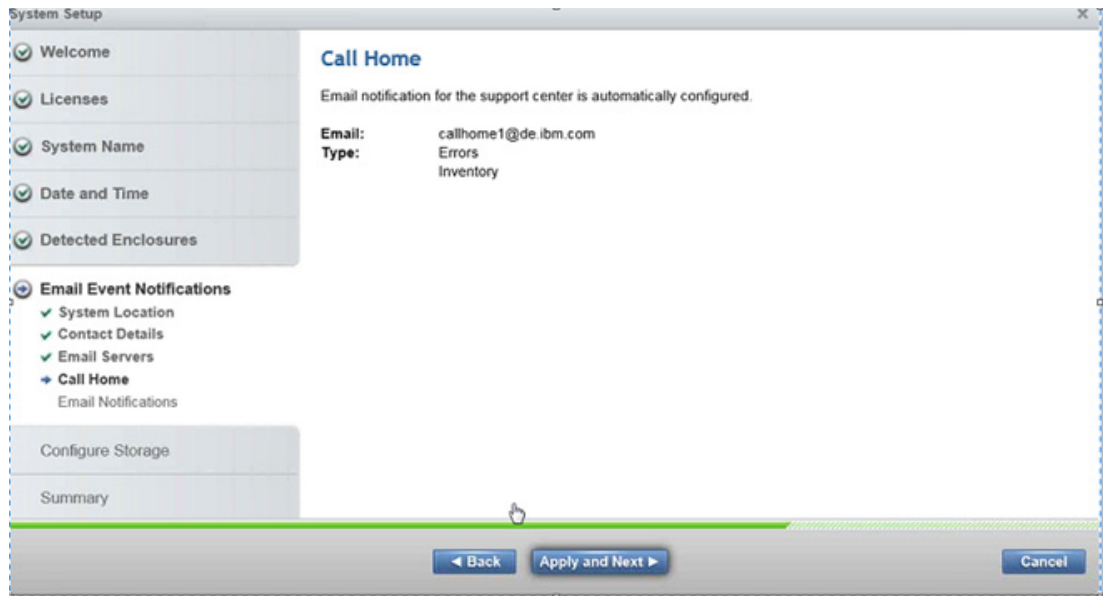 System Setup
Welcome
Licenses
System Name
Date and Time
Detected Enclosures
Email Event Notifications
System Location
Contact Details
Email Servers
Call Home
Email Notifications
Configure Storage
Summary
Call Home
Email notification for the support center is automatically configured.
Email: callhome1@de.ibm.com
Type: Errors
Inventory
Back
Apply and Next
Cancel